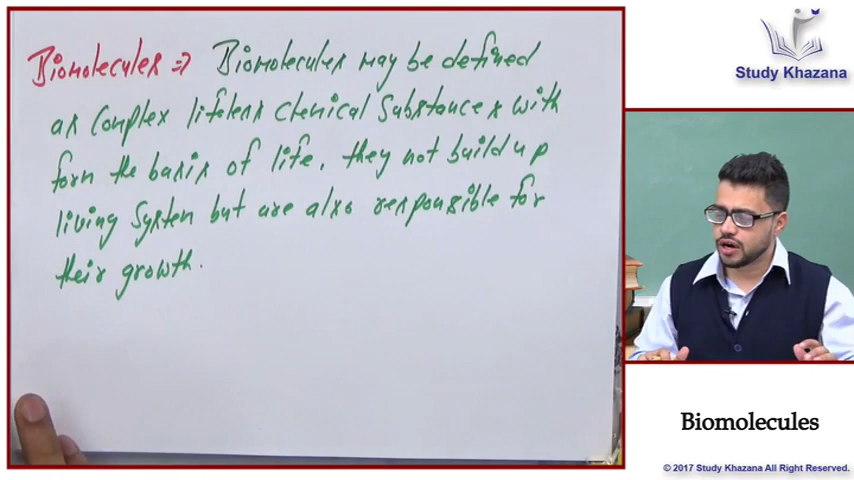 Biomolecules => Biomolecules may be defined
as complex lifeless chemical substances with
form the basis of life. they not build up
living system but are also responsible for
their growth.
Study Khazana
Biomolecules
© 2017 Study Khazana All Right Reserved.